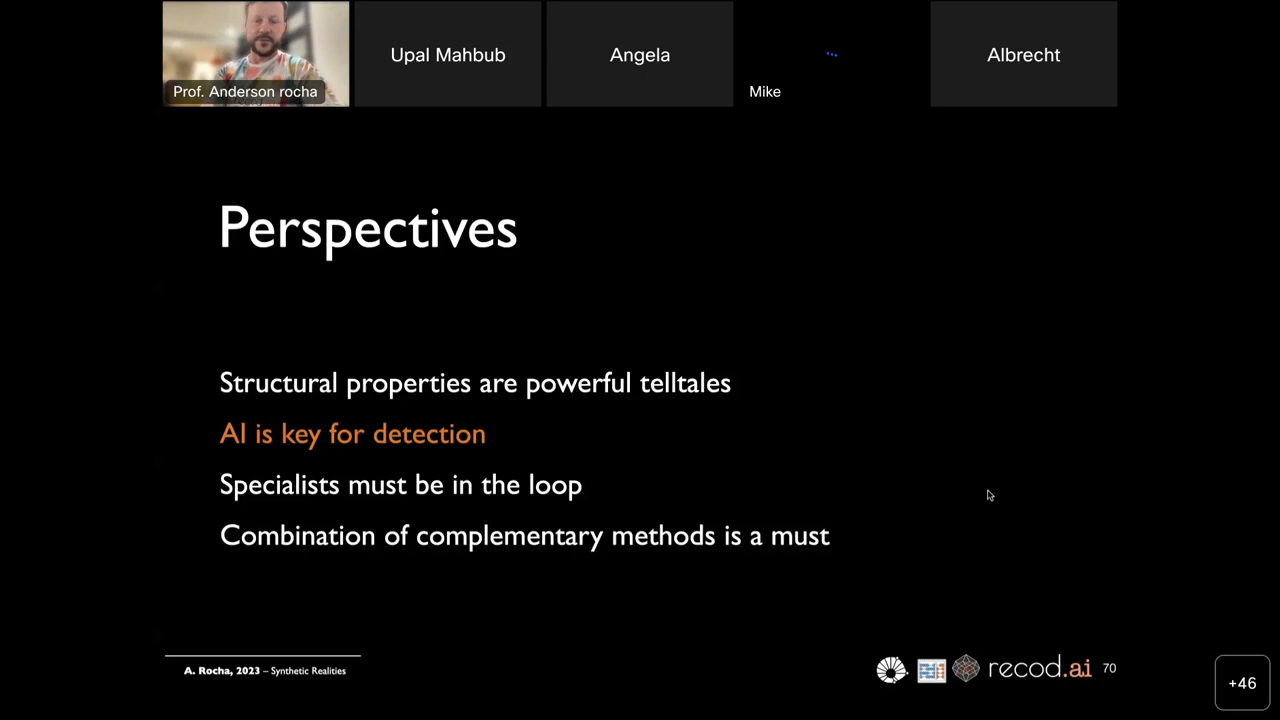 Prof. Anderson rocha
Upal Mahbub
Angela
Mike
Albrecht
Perspectives
Structural properties are powerful telltales
AI is key for detection
Specialists must be in the loop
Combination of complementary methods is a must
A. Rocha, 2023 – Synthetic Realities
recod.ai 70
+46